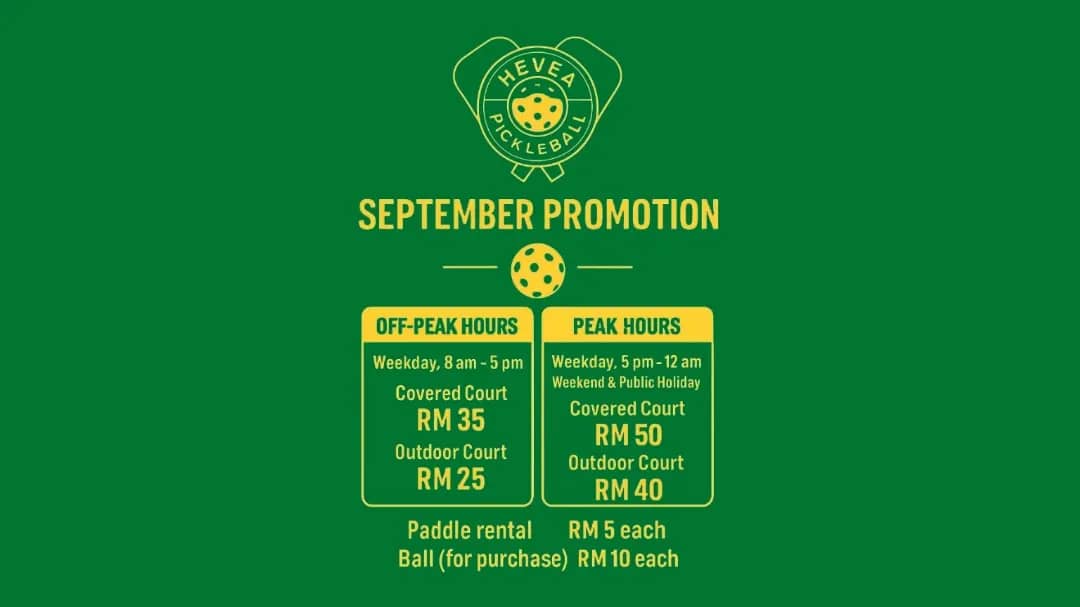 HEVEA
PICKLEBALL
SEPTEMBER PROMOTION
OFF-PEAK HOURS
Weekday, 8 am - 5 pm
Covered Court
RM 35
Outdoor Court
RM 25
PEAK HOURS
Weekday, 5 pm - 12 am
Weekend & Public Holiday
Covered Court
RM 50
Outdoor Court
RM 40
Paddle rental RM 5 each
Ball (for purchase) RM 10 each